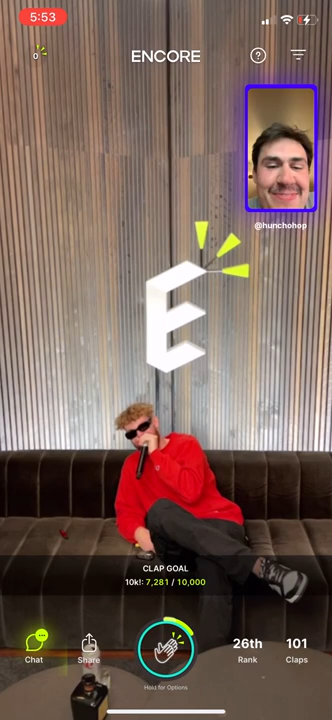 5:53
0
ENCORE
?
@hunchohop
E
CLAP GOAL
10k!: 7,281 / 10,000
Chat
Share
26th
Rank
101
Claps
Hold for Options